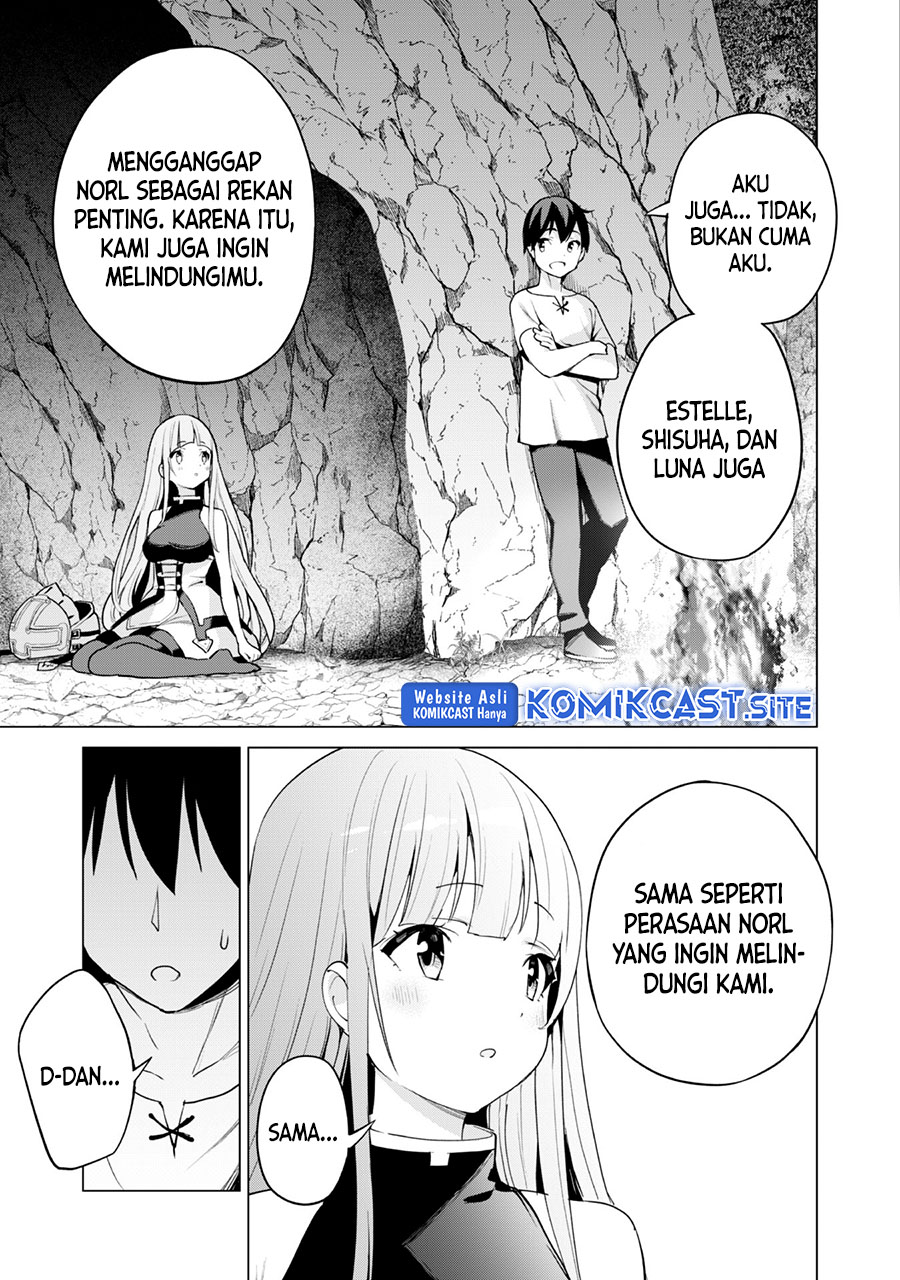 AKU
JUGA... TIDAK,
BUKAN CUMA
AKU.
ESTELLE,
SHISUHA, DAN
LUNA JUGA
MENGGANGGAP
NORL SEBAGAI REKAN
PENTING. KARENA ITU,
KAMI JUGA INGIN
MELINDUNGIMU.
Website Asli
KOMIKCAST Hanya
KOMIKCAST.SITE
SAMA SEPERTI
PERASAAN NORL
YANG INGIN MELIN-
DUNGI KAMI.
SAMA...
D-DAN...